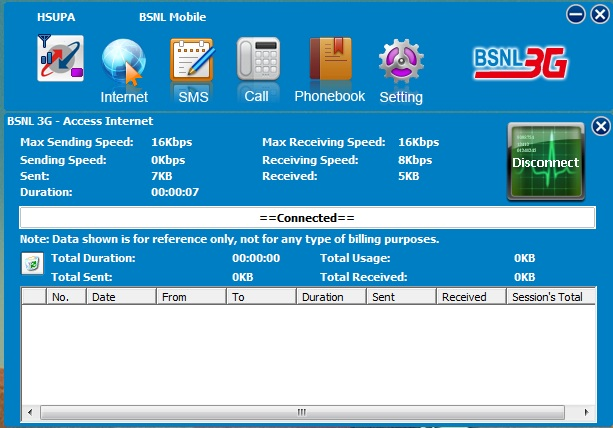 HSUPA BSNL Mobile
Internet SMS Call Phonebook Setting
BSNL 3G
BSNL 3G - Access Internet
Max Sending Speed: 16Kbps Max Receiving Speed: 16Kbps
Sending Speed: 0Kbps Receiving Speed: 8Kbps
Sent: 7KB Received: 5KB
Duration: 00:00:07
Disconnect
==Connected==
Note: Data shown is for reference only, not for any type of billing purposes.
Total Duration: 00:00:00 Total Usage: 0KB
Total Sent: 0KB Total Received: 0KB
No. Date From To Duration Sent Received Session's Total